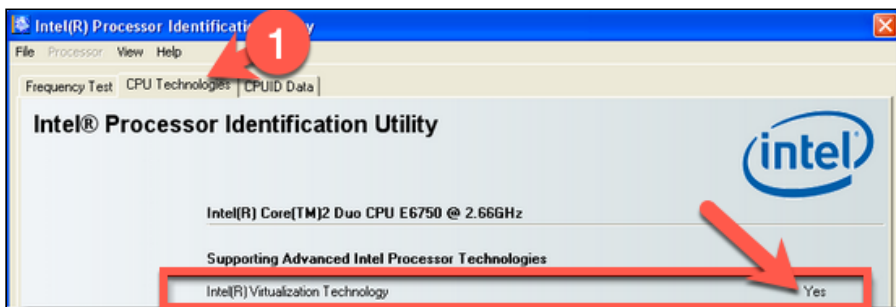 Intel(R) Processor Identification Utility
1
File Processor View Help
Frequency Test CPU Technologies CPUID Data
Intel® Processor Identification Utility
intel
Intel(R) Core(TM)2 Duo CPU E6750 @ 2.66GHz
Supporting Advanced Intel Processor Technologies
Intel(R) Virtualization Technology Yes